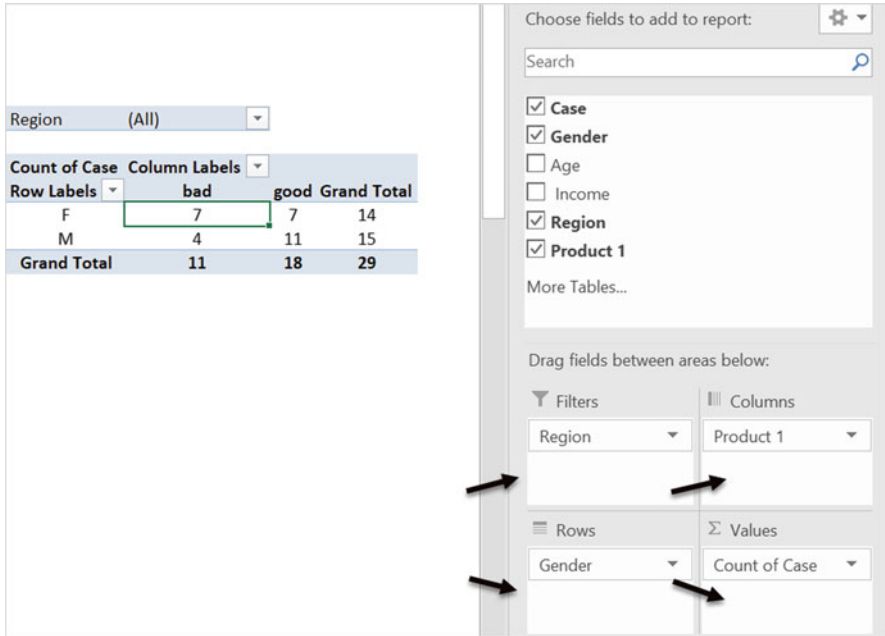 Region (All)
Count of Case Column Labels
Row Labels bad good Grand Total
F 7 7 14
M 4 11 15
Grand Total 11 18 29
Choose fields to add to report:
Search
Case
Gender
Age
Income
Region
Product 1
More Tables...
Drag fields between areas below:
Filters
Region
Columns
Product 1
Rows
Gender
Σ Values
Count of Case